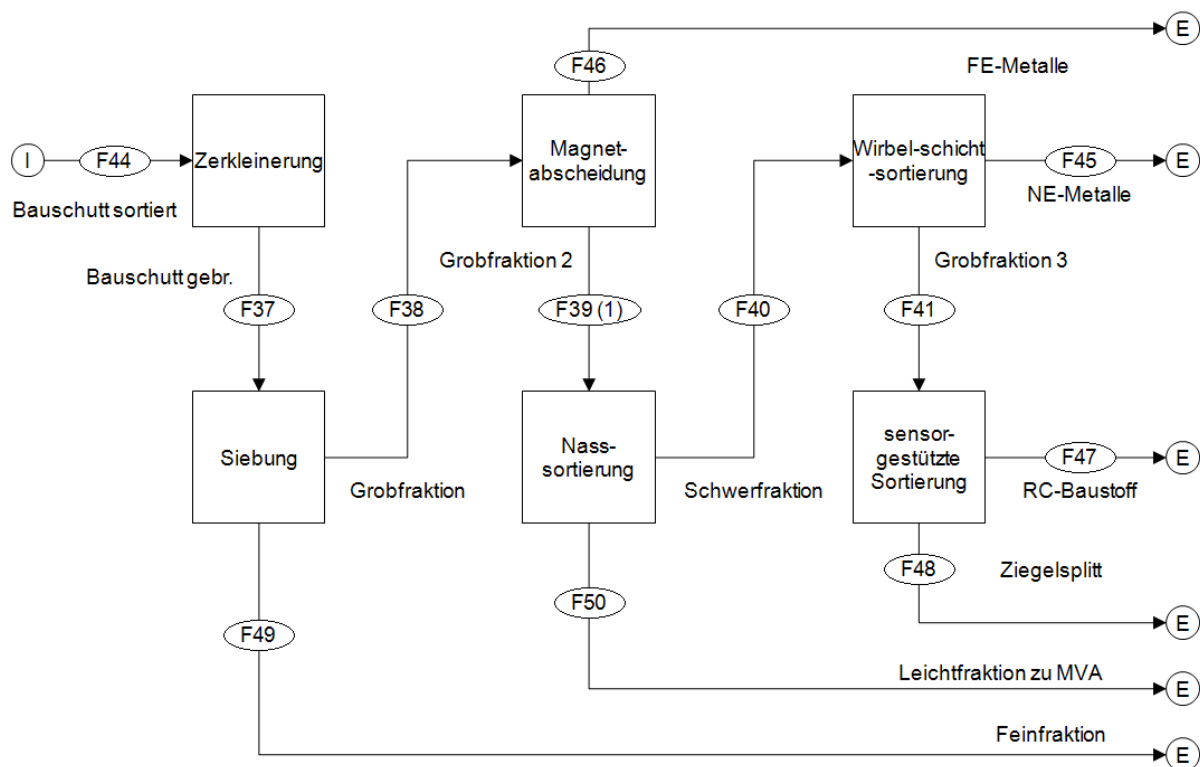 E
F46
FE-Metalle
I
F44
Zerkleinerung
Magnet-
abscheidung
Wirbel-schicht
-sortierung
F45
E
Bauschutt sortiert
NE-Metalle
Bauschutt gebr.
Grobfraktion 2
Grobfraktion 3
F37
F38
F39 (1)
F40
F41
Siebung
Nass-
sortierung
sensor-
gestützte
Sortierung
F47
E
Grobfraktion
Schwerfraktion
RC-Baustoff
F48
Ziegelsplitt
F50
E
F49
Leichtfraktion zu MVA
E
Feinfraktion
E